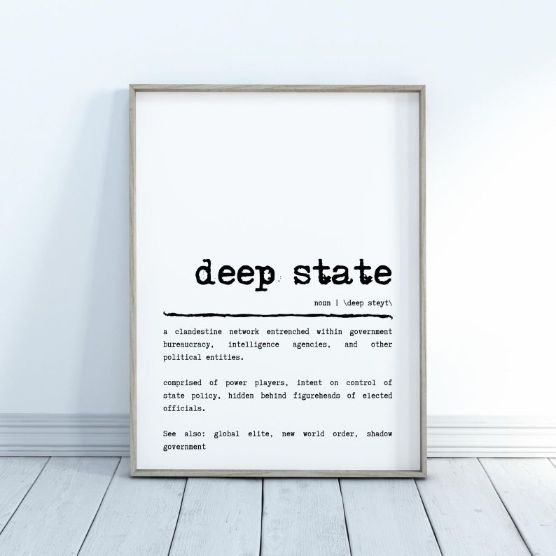 deep state
noun | \deep steyt\
a clandestine network entrenched within government
bureaucracy, intelligence agencies, and other
political entities.
comprised of power players, intent on control of
state policy, hidden behind figureheads of elected
officials.
See also: global elite, new world order, shadow
government